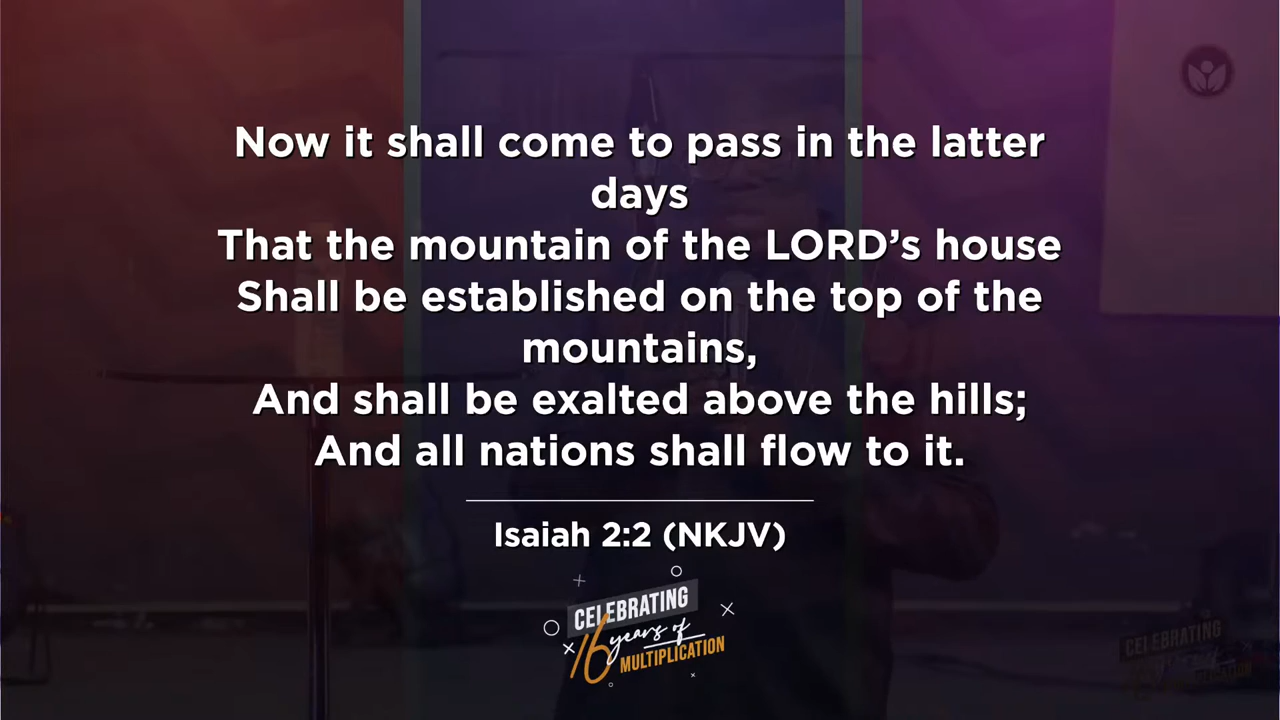 Now it shall come to pass in the latter
days
That the mountain of the LORD’s house
Shall be established on the top of the
mountains,
And shall be exalted above the hills;
And all nations shall flow to it.
Isaiah 2:2 (NKJV)
CELEBRATING
16 years of
MULTIPLICATION
CELEBRATING